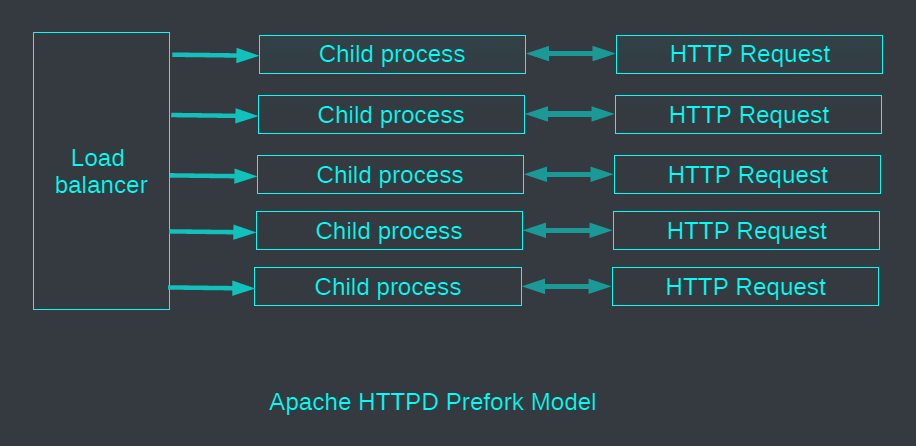 Load
balancer
Child process
HTTP Request
Child process
HTTP Request
Child process
HTTP Request
Child process
HTTP Request
Child process
HTTP Request
Apache HTTPD Prefork Model